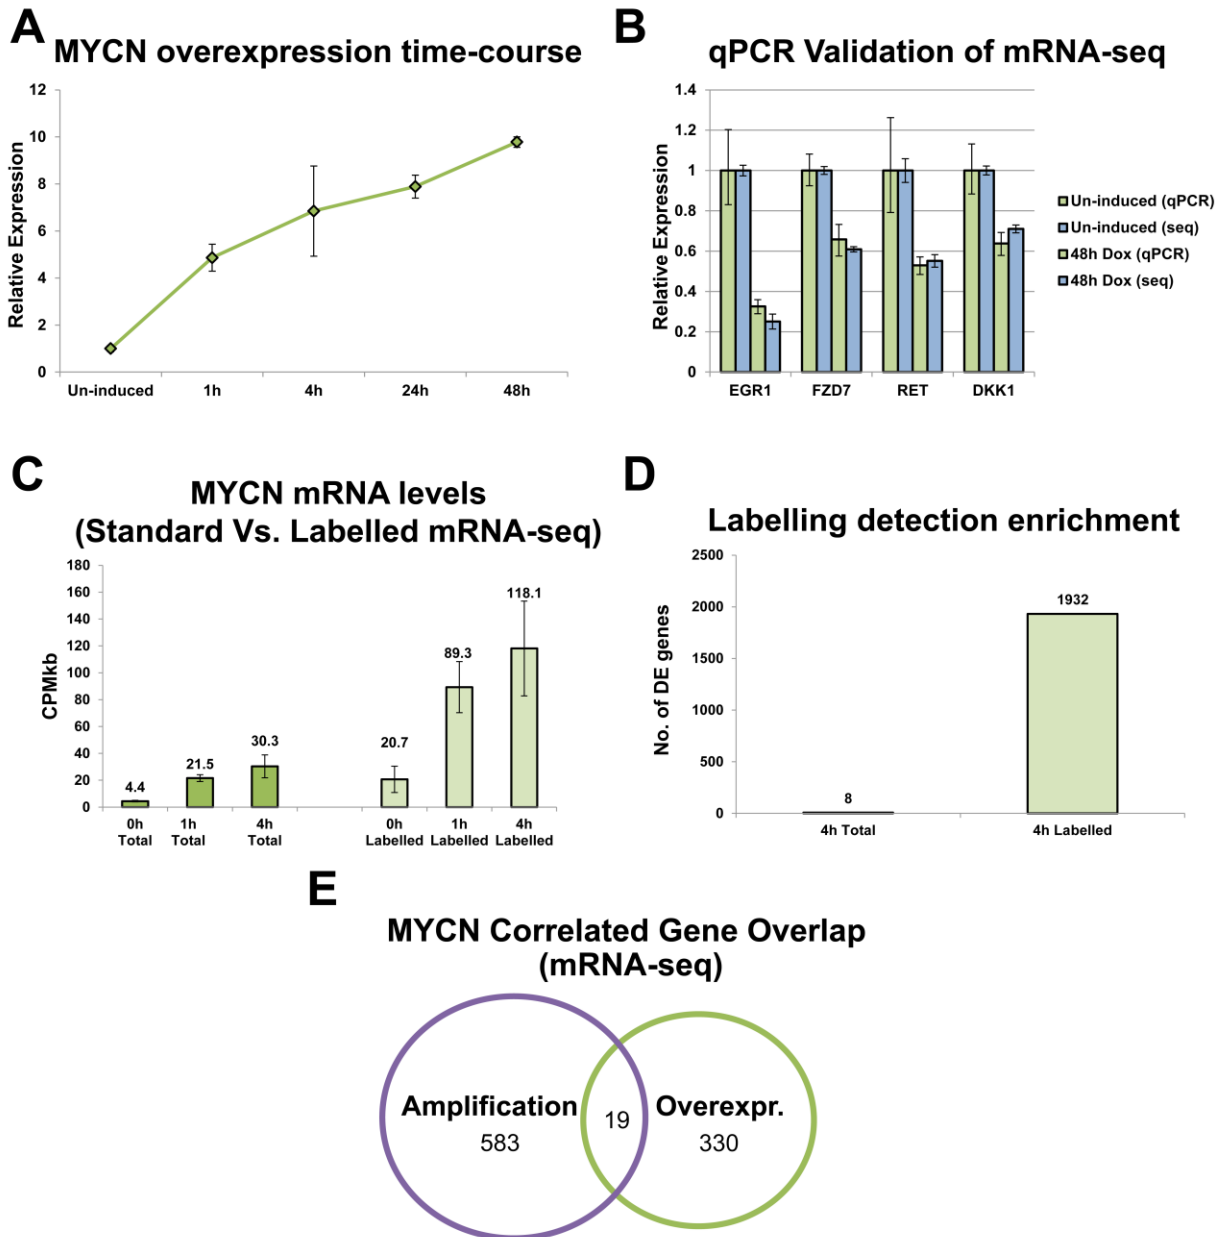 A
MYCN overexpression time-course
12
10
8
6
4
2
0
Relative Expression
Un-induced 1h 4h 24h 48h
B
qPCR Validation of mRNA-seq
1.4
1.2
1
0.8
0.6
0.4
0.2
0
Relative Expression
EGR1 FZD7 RET DKK1
Un-induced (qPCR)
Un-induced (seq)
48h Dox (qPCR)
48h Dox (seq)
C
MYCN mRNA levels
(Standard Vs. Labelled mRNA-seq)
180
160
140
120
100
80
60
40
20
0
CPMkb
4.4
21.5
30.3
20.7
89.3
118.1
0h 1h 4h 0h 1h 4h
Total Total Total Labelled Labelled Labelled
D
Labelling detection enrichment
2500
2000
1500
1000
500
0
No. of DE genes
8
1932
4h Total 4h Labelled
E
MYCN Correlated Gene Overlap
(mRNA-seq)
Amplification
583
19
Overexpr.
330